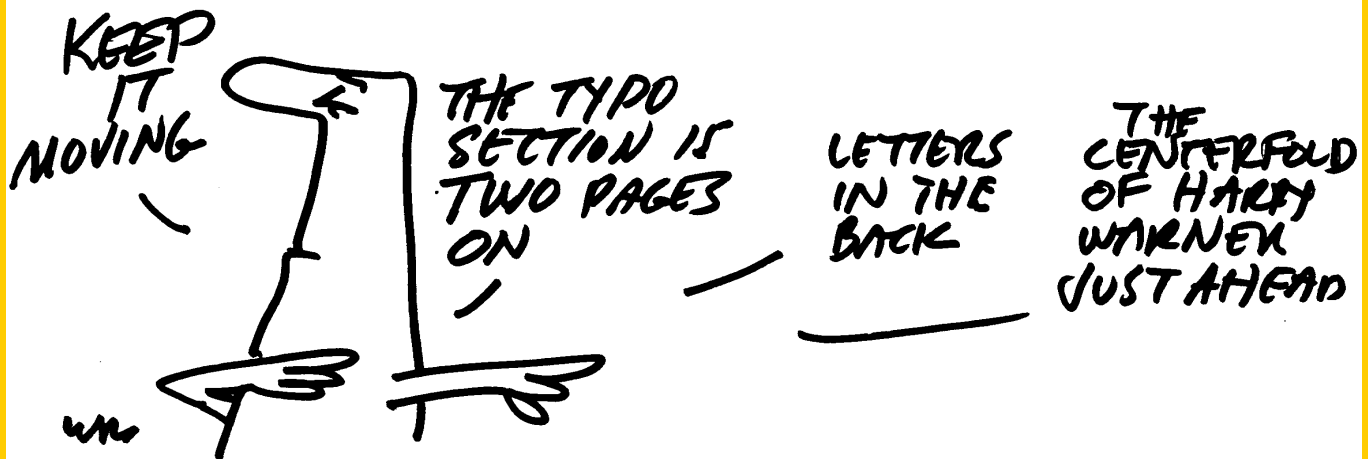 KEEP
IT
MOVING
THE TYPO
SECTION IS
TWO PAGES
ON
LETTERS
IN THE
BACK
THE
CENTERFOLD
OF HARRY
WARNER
JUST AHEAD